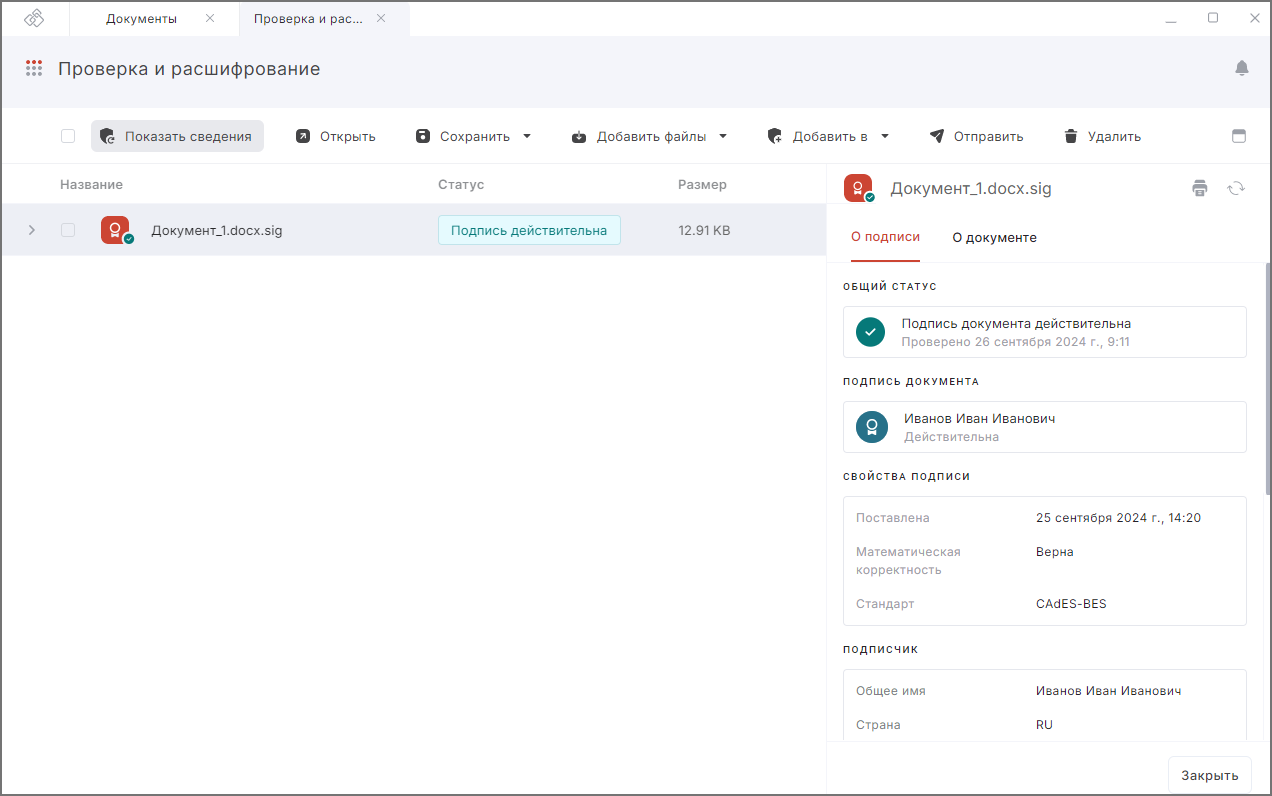 Документы
Проверка и рас...
Проверка и расшифрование
Показать сведения
Открыть
Сохранить
Добавить файлы
Добавить в
Отправить
Удалить
Название
Статус
Размер
Документ_1.docx.sig
Подпись действительна
12.91 KB
Документ_1.docx.sig
О подписи
О документе
ОБЩИЙ СТАТУС
Подпись документа действительна
Проверено 26 сентября 2024 г., 9:11
ПОДПИСЬ ДОКУМЕНТА
Иванов Иван Иванович
Действительна
СВОЙСТВА ПОДПИСИ
Поставлена
25 сентября 2024 г., 14:20
Математическая
корректность
Верна
Стандарт
CAdES-BES
ПОДПИСЧИК
Общее имя
Иванов Иван Иванович
Страна
RU
Закрыть